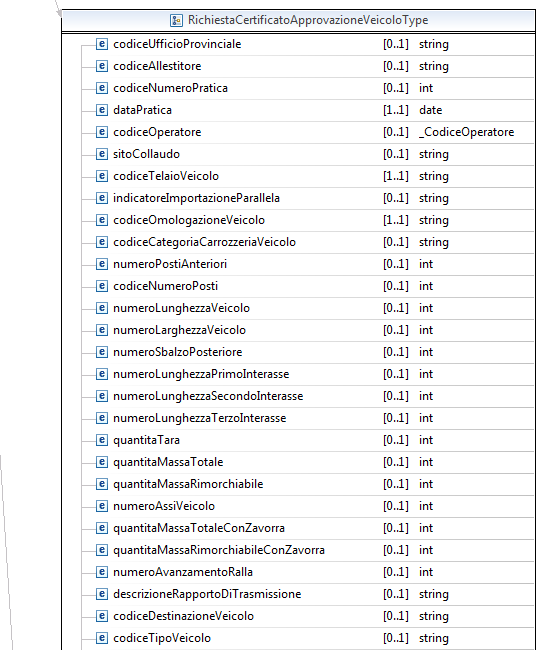 RichiestaCertificatoApprovazioneVeicoloType
e codiceUfficioProvinciale [0..1] string
e codiceAllestitore [0..1] string
e codiceNumeroPratica [0..1] int
e dataPratica [1..1] date
e codiceOperatore [0..1] _CodiceOperatore
e sitoCollaudo [0..1] string
e codiceTelaioVeicolo [1..1] string
e indicatoreImportazioneParallela [0..1] string
e codiceOmologazioneVeicolo [1..1] string
e codiceCategoriaCarrozzeriaVeicolo [0..1] string
e numeroPostiAnteriori [0..1] int
e codiceNumeroPosti [0..1] int
e numeroLunghezzaVeicolo [0..1] int
e numeroLarghezzaVeicolo [0..1] int
e numeroSbalzoPosteriore [0..1] int
e numeroLunghezzaPrimoInterasse [0..1] int
e numeroLunghezzaSecondoInterasse [0..1] int
e numeroLunghezzaTerzoInterasse [0..1] int
e quantitaTara [0..1] int
e quantitaMassaTotale [0..1] int
e quantitaMassaRimorchiabile [0..1] int
e numeroAssiVeicolo [0..1] int
e quantitaMassaTotaleConZavorra [0..1] int
e quantitaMassaRimorchiabileConZavorra [0..1] int
e numeroAvanzamentoRalla [0..1] int
e descrizioneRapportoDiTrasmissione [0..1] string
e codiceDestinazioneVeicolo [0..1] string
e codiceTipoVeicolo [0..1] string